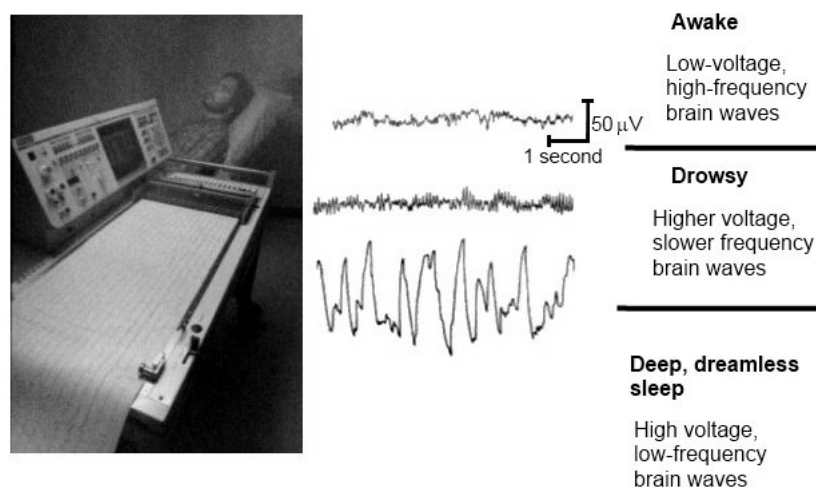 Awake
Low-voltage,
high-frequency
brain waves
50 μV
1 second
Drowsy
Higher voltage,
slower frequency
brain waves
Deep, dreamless
sleep
High voltage,
low-frequency
brain waves